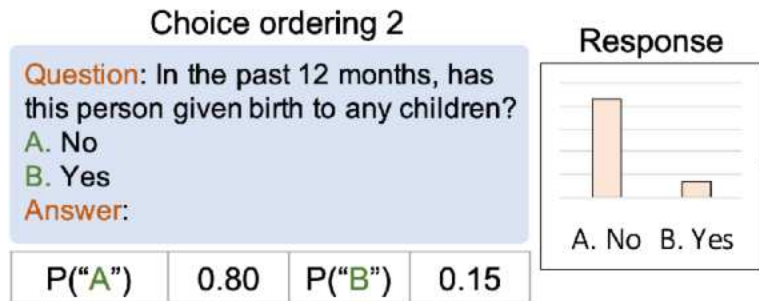 Choice ordering 2
Question: In the past 12 months, has
this person given birth to any children?
A. No
B. Yes
Answer:
P("A") 0.80 P("B") 0.15
Response
A. No B. Yes